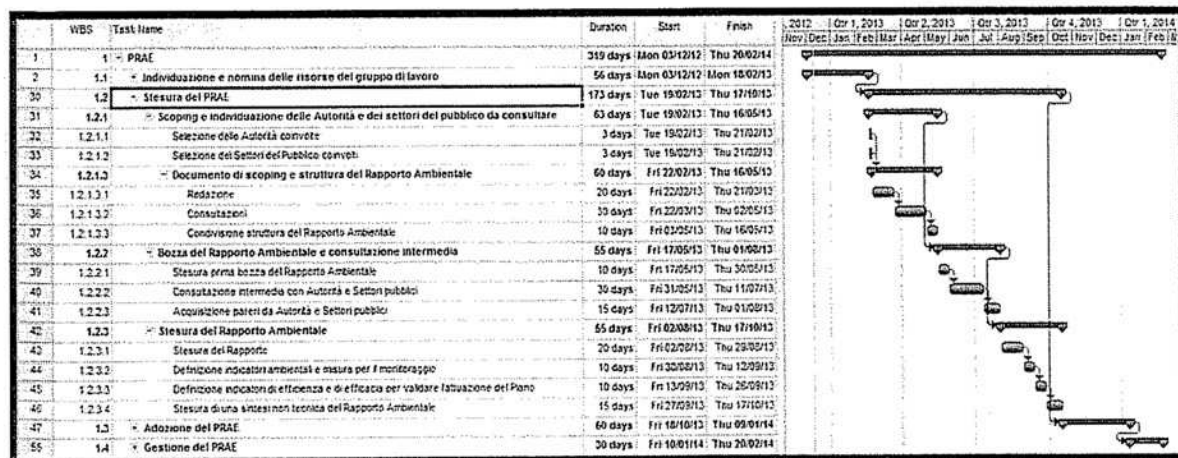 WBS Task Name Duration Start Finish , 2012 Qtr 1, 2013 Qtr 2, 2013 Qtr 3, 2013 Qtr 4, 2013 Qtr 1, 2014
Nov Dec Jan Feb Mar Apr May Jun Jul Aug Sep Oct Nov Dec Jan Feb M
1 1 PRAE 319 days Mon 03/12/12 Thu 20/02/14
2 1.1 Individuazione e nomina delle risorse del gruppo di lavoro 56 days Mon 03/12/12 Mon 18/02/13
30 1.2 Stesura del PRAE 173 days Tue 19/02/13 Thu 17/10/13
31 1.2.1 Scoping e individuazione delle Autorità e dei settori del pubblico da consultare 63 days Tue 19/02/13 Thu 16/05/13
32 1.2.1.1 Selezione delle Autorità coinvolte 3 days Tue 19/02/13 Thu 21/02/13
33 1.2.1.2 Selezione dei Settori del Pubblico coinvolti 3 days Tue 19/02/13 Thu 21/02/13
34 1.2.1.3 Documento di scoping e struttura del Rapporto Ambientale 60 days Fri 22/02/13 Thu 16/05/13
35 1.2.1.3.1 Redazione 20 days Fri 22/02/13 Thu 21/03/13
36 1.2.1.3.2 Consultazioni 30 days Fri 22/03/13 Thu 02/05/13
37 1.2.1.3.3 Condivisione struttura del Rapporto Ambientale 10 days Fri 03/05/13 Thu 16/05/13
38 1.2.2 Bozza del Rapporto Ambientale e consultazione intermedia 55 days Fri 17/05/13 Thu 01/08/13
39 1.2.2.1 Stesura prima bozza del Rapporto Ambientale 10 days Fri 17/05/13 Thu 30/05/13
40 1.2.2.2 Consultazione intermedia con Autorità e Settori pubblici 30 days Fri 31/05/13 Thu 11/07/13
41 1.2.2.3 Acquisizione pareri da Autorità e Settori pubblici 15 days Fri 12/07/13 Thu 01/08/13
42 1.2.3 Stesura del Rapporto Ambientale 55 days Fri 02/08/13 Thu 17/10/13
43 1.2.3.1 Stesura del Rapporto 20 days Fri 02/08/13 Thu 29/08/13
44 1.2.3.2 Definizione indicatori ambientali e misura per il monitoraggio 10 days Fri 30/08/13 Thu 12/09/13
45 1.2.3.3 Definizione indicatori di efficienza e di efficacia per validare l'attuazione del Piano 10 days Fri 13/09/13 Thu 26/09/13
46 1.2.3.4 Stesura di una sintesi non tecnica del Rapporto Ambientale 15 days Fri 27/09/13 Thu 17/10/13
47 1.3 Adozione del PRAE 60 days Fri 18/10/13 Thu 09/01/14
55 1.4 Gestione del PRAE 30 days Fri 10/01/14 Thu 20/02/14